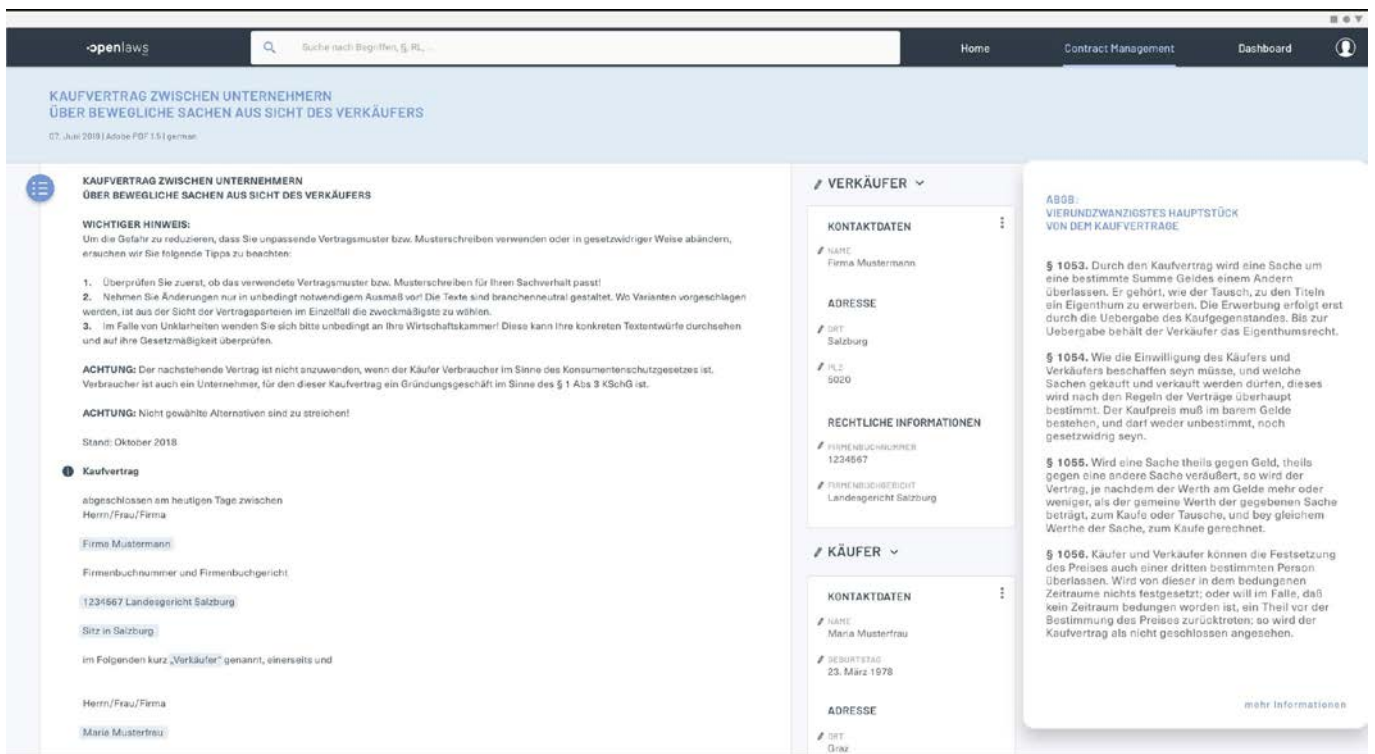 openlaws
Suche nach Begriffen, §, RL, ...
Home
Contract Management
Dashboard
KAUFVERTRAG ZWISCHEN UNTERNEHMERN
ÜBER BEWEGLICHE SACHEN AUS SICHT DES VERKÄUFERS
07. Juni 2019 | Adobe PDF 1.5 | german
KAUFVERTRAG ZWISCHEN UNTERNEHMERN
ÜBER BEWEGLICHE SACHEN AUS SICHT DES VERKÄUFERS
WICHTIGER HINWEIS:
Um die Gefahr zu reduzieren, dass Sie unpassende Vertragsmuster bzw. Musterschreiben verwenden oder in gesetzwidriger Weise abändern,
ersuchen wir Sie folgende Tipps zu beachten:
1. Überprüfen Sie zuerst, ob das verwendete Vertragsmuster bzw. Musterschreiben für Ihren Sachverhalt passt!
2. Nehmen Sie Änderungen nur in unbedingt notwendigem Ausmaß vor! Die Texte sind branchenneutral gestaltet. Wo Varianten vorgeschlagen
werden, ist aus der Sicht der Vertragsparteien im Einzelfall die zweckmäßigste zu wählen.
3. Im Falle von Unklarheiten wenden Sie sich bitte unbedingt an Ihre Wirtschaftskammer! Diese kann Ihre konkreten Textentwürfe durchsehen
und auf ihre Gesetzmäßigkeit überprüfen.
ACHTUNG: Der nachstehende Vertrag ist nicht anzuwenden, wenn der Käufer Verbraucher im Sinne des Konsumentenschutzgesetzes ist.
Verbraucher ist auch ein Unternehmer, für den dieser Kaufvertrag ein Gründungsgeschäft im Sinne des § 1 Abs 3 KSchG ist.
ACHTUNG: Nicht gewählte Alternativen sind zu streichen!
Stand: Oktober 2018
Kaufvertrag
abgeschlossen am heutigen Tage zwischen
Herrn/Frau/Firma
Firma Mustermann
Firmenbuchnummer und Firmenbuchgericht
1234567 Landesgericht Salzburg
Sitz in Salzburg
im Folgenden kurz „Verkäufer" genannt, einerseits und
Herrn/Frau/Firma
Maria Musterfrau
VERKÄUFER
KONTAKTDATEN
NAME
Firma Mustermann
ADRESSE
ORT
Salzburg
PLZ
5020
RECHTLICHE INFORMATIONEN
FIRMENBUCHNUMMER
1234567
FIRMENBUCHGERICHT
Landesgericht Salzburg
KÄUFER
KONTAKTDATEN
NAME
Maria Musterfrau
GEBURTSTAG
23. März 1978
ADRESSE
ORT
Graz
ABGB:
VIERUNDZWANZIGSTES HAUPTSTÜCK
VON DEM KAUFVERTRAGE
§ 1053. Durch den Kaufvertrag wird eine Sache um
eine bestimmte Summe Geldes einem Andern
überlassen. Er gehört, wie der Tausch, zu den Titeln
ein Eigenthum zu erwerben. Die Erwerbung erfolgt erst
durch die Uebergabe des Kaufgegenstandes. Bis zur
Uebergabe behält der Verkäufer das Eigenthumsrecht.
§ 1054. Wie die Einwilligung des Käufers und
Verkäufers beschaffen seyn müsse, und welche
Sachen gekauft und verkauft werden dürfen, dieses
wird nach den Regeln der Verträge überhaupt
bestimmt. Der Kaufpreis muß im barem Gelde
bestehen, und darf weder unbestimmt, noch
gesetzwidrig seyn.
§ 1055. Wird eine Sache theils gegen Geld, theils
gegen eine andere Sache veräußert, so wird der
Vertrag, je nachdem der Werth am Gelde mehr oder
weniger, als der gemeine Werth der gegebenen Sache
beträgt, zum Kaufe oder Tausche, und bey gleichem
Werthe der Sache, zum Kaufe gerechnet.
§ 1056. Käufer und Verkäufer können die Festsetzung
des Preises auch einer dritten bestimmten Person
überlassen. Wird von dieser in dem bedungenen
Zeitraume nichts festgesetzt; oder will im Falle, daß
kein Zeitraum bedungen worden ist, ein Theil vor der
Bestimmung des Preises zurücktreten; so wird der
Kaufvertrag als nicht geschlossen angesehen.
mehr Informationen